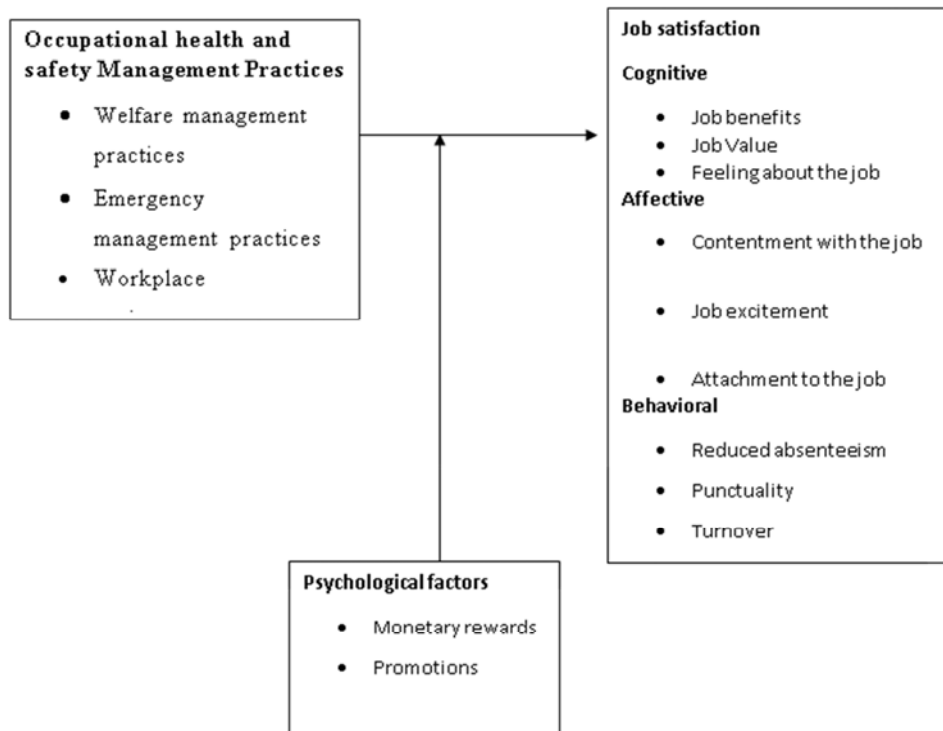 Occupational health and
safety Management Practices
• Welfare management
practices
• Emergency
management practices
• Workplace
Job satisfaction
Cognitive
• Job benefits
• Job Value
• Feeling about the job
Affective
• Contentment with the job
• Job excitement
• Attachment to the job
Behavioral
• Reduced absenteeism
• Punctuality
• Turnover
Psychological factors
• Monetary rewards
• Promotions